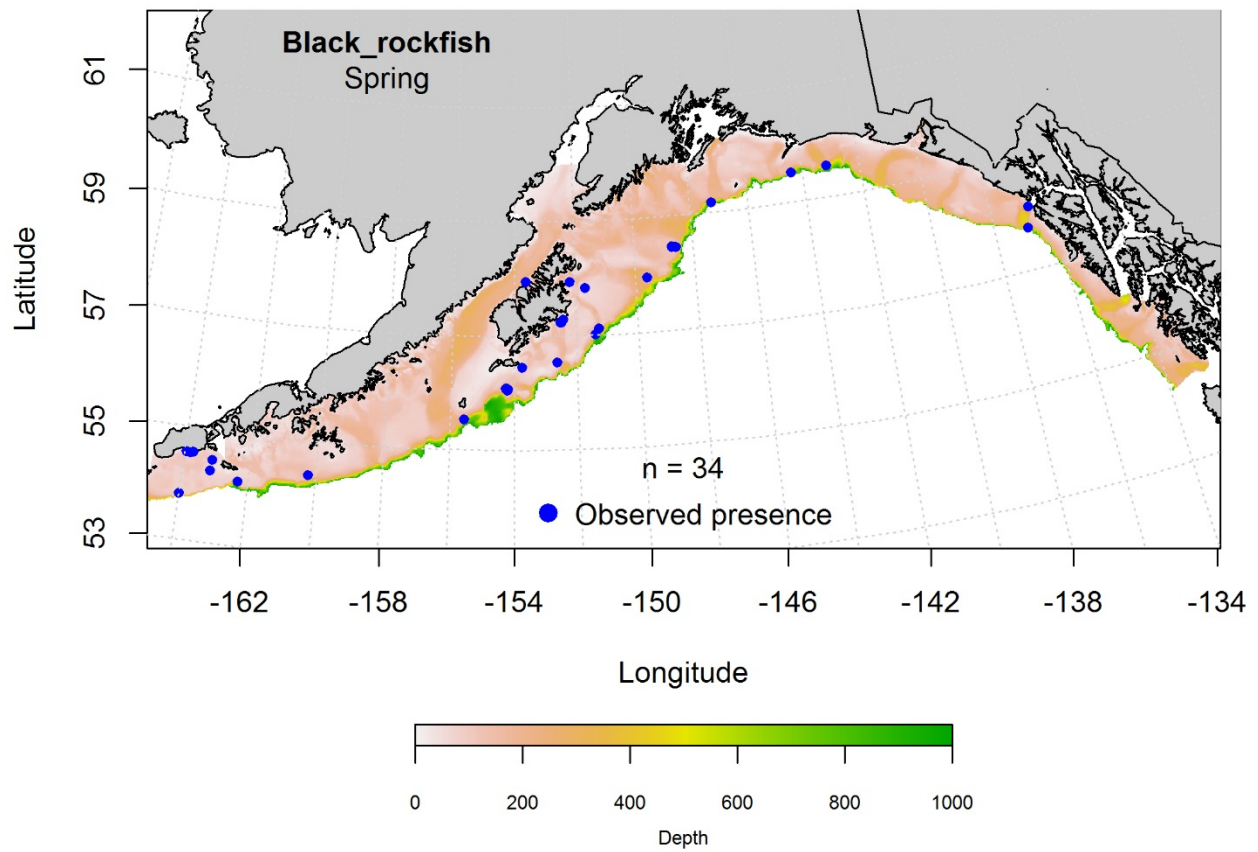 Black_rockfish
Spring
61
59
57
55
53
Latitude
n = 34
Observed presence
-162 -158 -154 -150 -146 -142 -138 -134
Longitude
0 200 400 600 800 1000
Depth